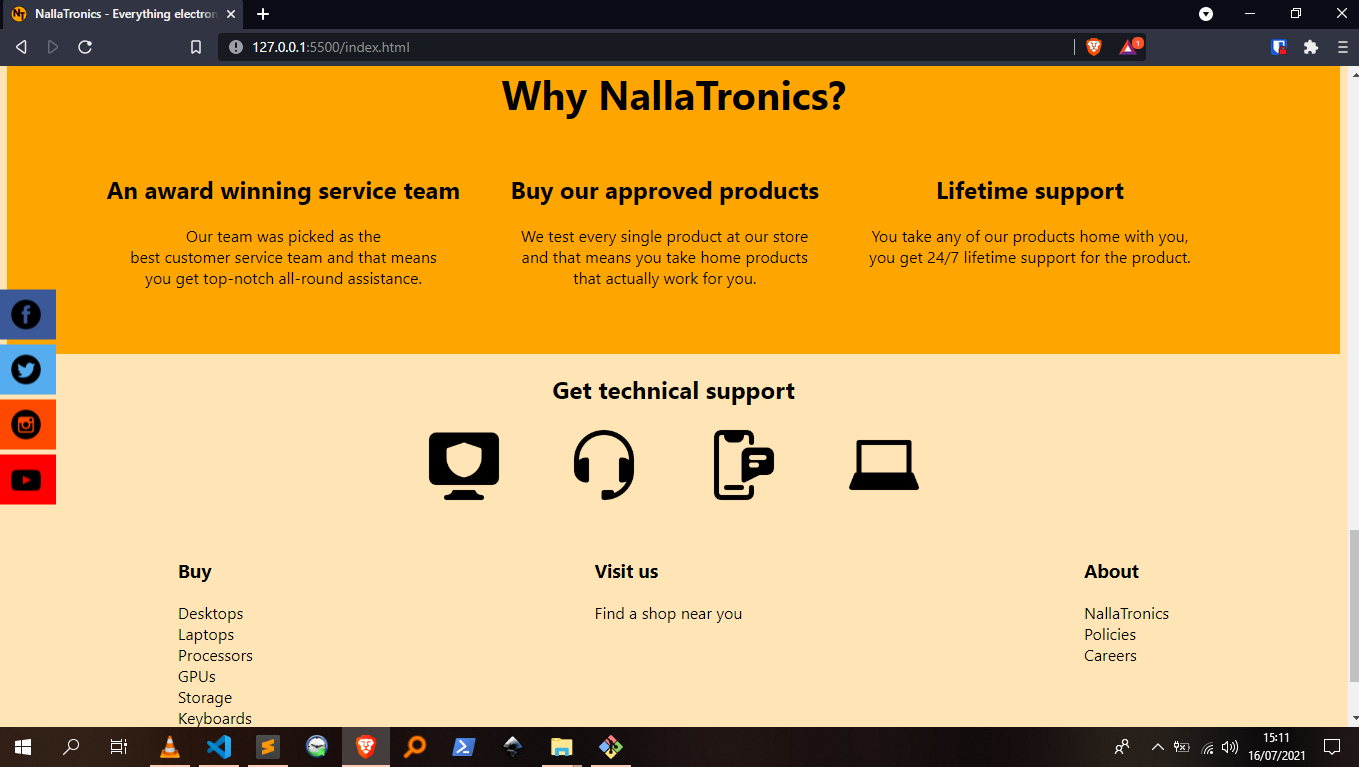 NT NallaTronics - Everything electron
127.0.0.1:5500/index.html
1
Why NallaTronics?
An award winning service team
Our team was picked as the
best customer service team and that means
you get top-notch all-round assistance.
Buy our approved products
We test every single product at our store
and that means you take home products
that actually work for you.
Lifetime support
You take any of our products home with you,
you get 24/7 lifetime support for the product.
Get technical support
Buy
Desktops
Laptops
Processors
GPUs
Storage
Keyboards
Visit us
Find a shop near you
About
NallaTronics
Policies
Careers
15:11
16/07/2021